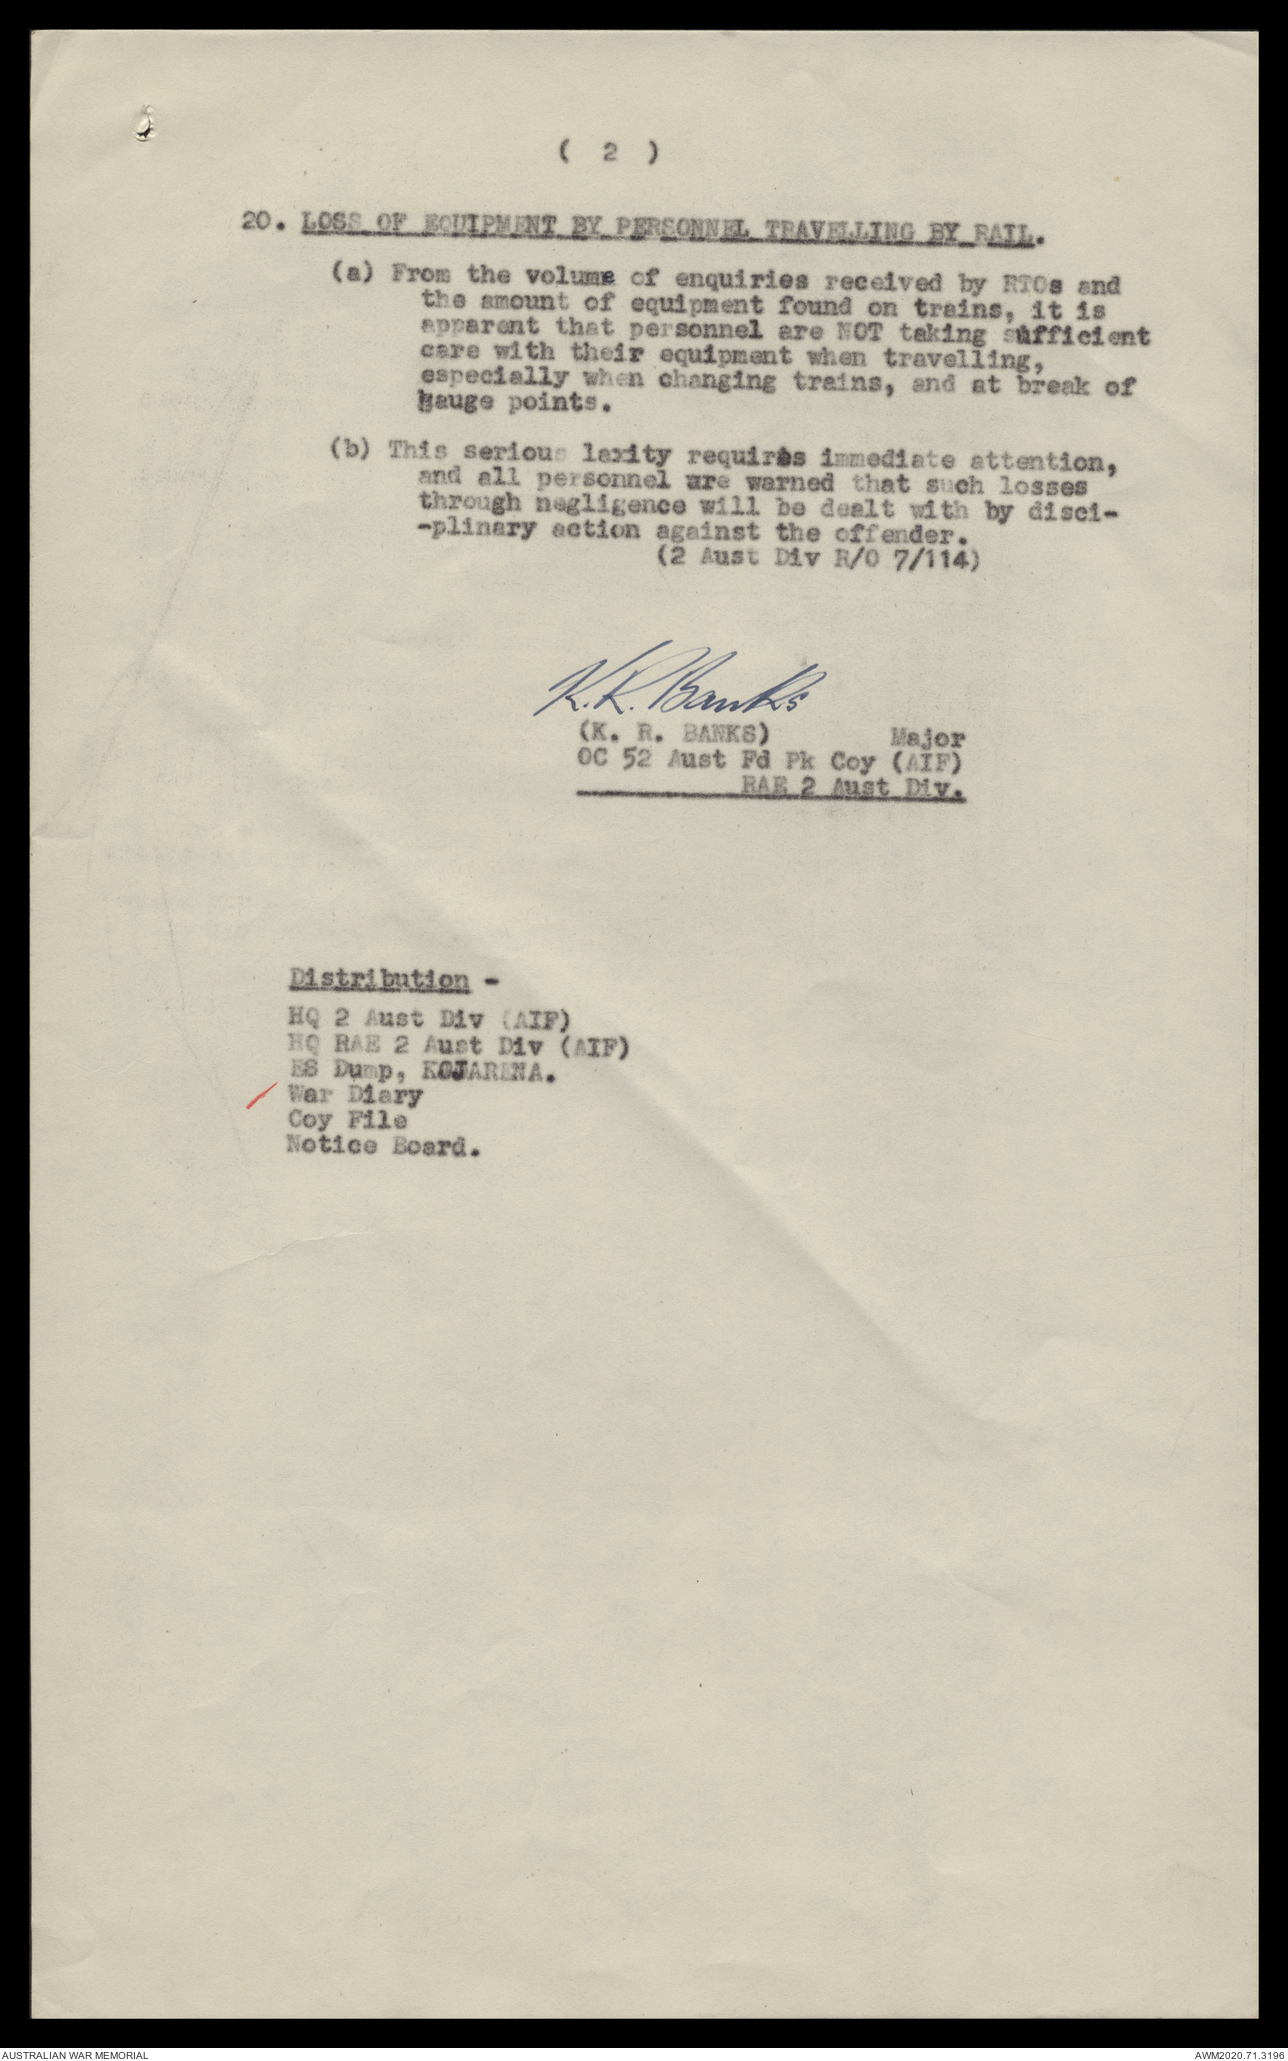 ( 2 )
20. LOSS OF EQUIPMENT BY PERSONNEL TRAVELLING BY RAIL.
(a) From the volume of enquiries received by RTOs and
the amount of equipment found on trains, it is
apparent that personnel are NOT taking sufficient
care with their equipment when travelling,
especially when changing trains, and at break of
gauge points.
(b) This serious laxity requires immediate attention,
and all personnel are warned that such losses
through negligence will be dealt with by disci-
-plinary action against the offender.
(2 Aust Div R/O 7/114)
K.R. Banks
(K. R. BANKS) Major
OC 52 Aust Fd Pk Coy (AIF)
RAE 2 Aust Div.
Distribution -
HQ 2 Aust Div (AIF)
HQ RAE 2 Aust Div (AIF)
ES Dump, KOJARENA.
War Diary
Coy File
Notice Board.
AUSTRALIAN WAR MEMORIAL
AWM2020.71.3196